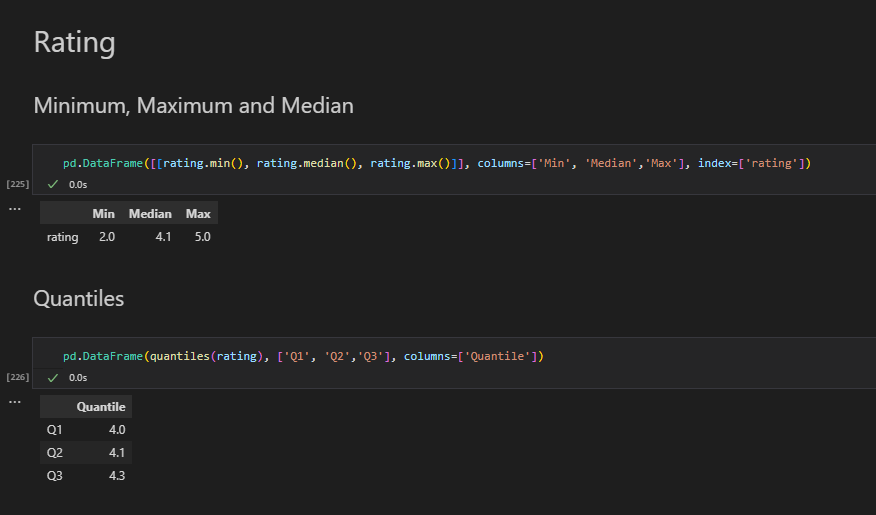 Rating
Minimum, Maximum and Median
pd.DataFrame([[rating.min(), rating.median(), rating.max()]], columns=['Min', 'Median','Max'], index=['rating'])
[225] 0.0s
...
Min Median Max
rating 2.0 4.1 5.0
Quantiles
pd.DataFrame(quantiles(rating), ['Q1', 'Q2','Q3'], columns=['Quantile'])
[226] 0.0s
...
Quantile
Q1 4.0
Q2 4.1
Q3 4.3